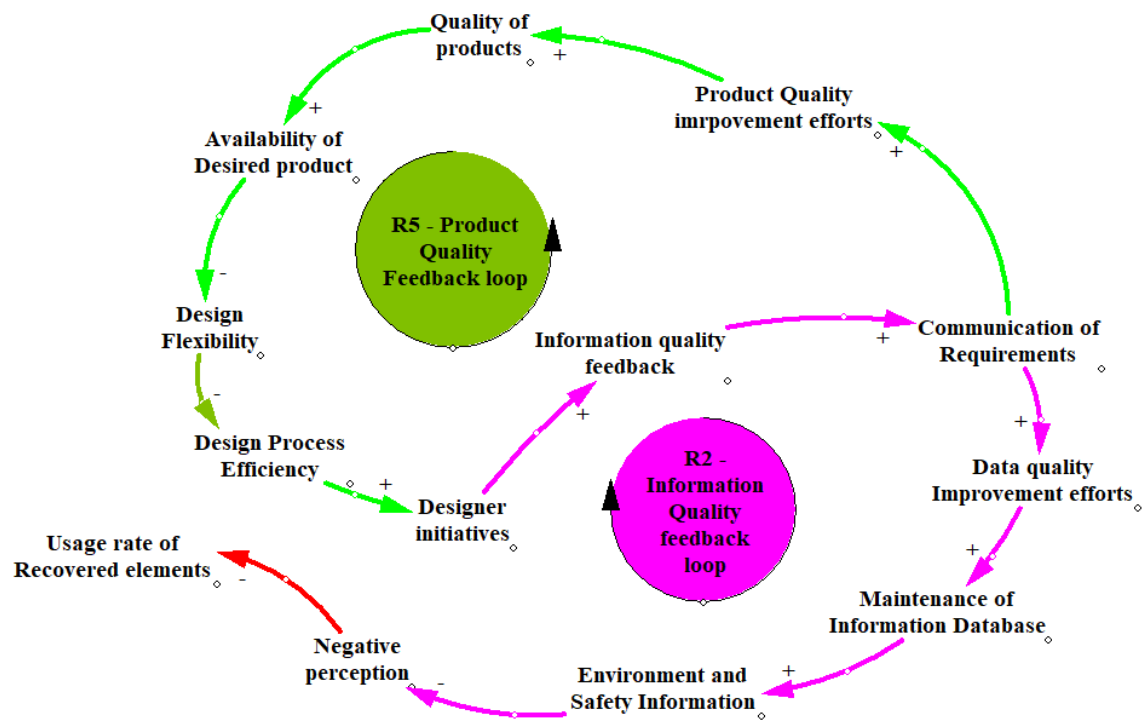 Quality of
products
+
Product Quality
imrpovement efforts
+
+
Availability of
Desired product
R5 - Product
Quality
Feedback loop
-
Design
Flexibility
Information quality
feedback
+
Communication of
Requirements
-
+
Design Process
Efficiency
+
Designer
initiatives
R2 -
Information
Quality
feedback
loop
+
Data quality
Improvement efforts
Usage rate of
Recovered elements
-
+
Maintenance of
Information Database
Negative
perception
-
Environment and
Safety Information
+